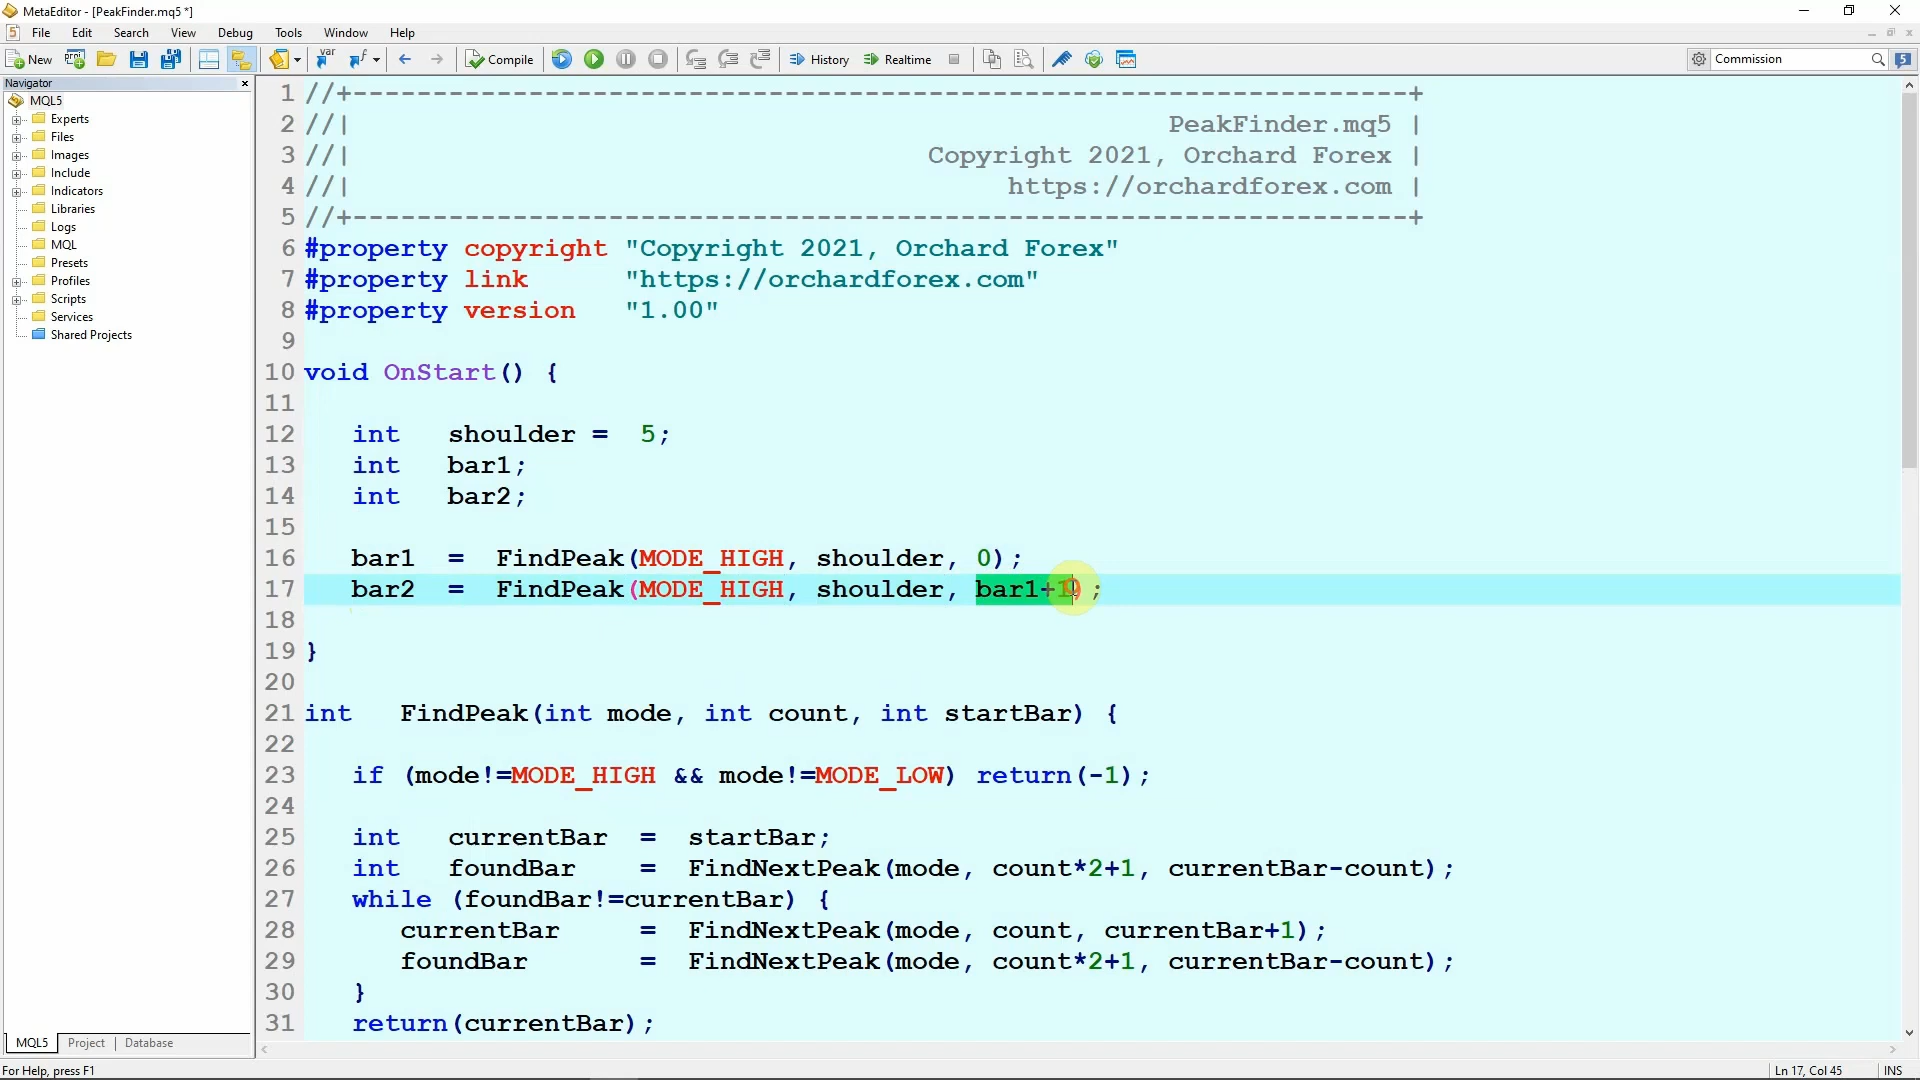 MetaEditor - [PeakFinder.mq5 *]
File Edit Search View Debug Tools Window Help
New Compile History Realtime Commission
Navigator
MQL5
Experts
Files
Images
Include
Indicators
Libraries
Logs
MQL
Presets
Profiles
Scripts
Services
Shared Projects
MQL5 Project Database
1 //+------------------------------------------------------------------+
2 //| PeakFinder.mq5 |
3 //| Copyright 2021, Orchard Forex |
4 //| https://orchardforex.com |
5 //+------------------------------------------------------------------+
6 #property copyright "Copyright 2021, Orchard Forex"
7 #property link "https://orchardforex.com"
8 #property version "1.00"
9
10 void OnStart() {
11
12 int shoulder = 5;
13 int bar1;
14 int bar2;
15
16 bar1 = FindPeak(MODE_HIGH, shoulder, 0);
17 bar2 = FindPeak(MODE_HIGH, shoulder, bar1+1);
18
19 }
20
21 int FindPeak(int mode, int count, int startBar) {
22
23 if (mode!=MODE_HIGH && mode!=MODE_LOW) return(-1);
24
25 int currentBar = startBar;
26 int foundBar = FindNextPeak(mode, count*2+1, currentBar-count);
27 while (foundBar!=currentBar) {
28 currentBar = FindNextPeak(mode, count, currentBar+1);
29 foundBar = FindNextPeak(mode, count*2+1, currentBar-count);
30 }
31 return(currentBar);
For Help, press F1 Ln 17, Col 45 INS